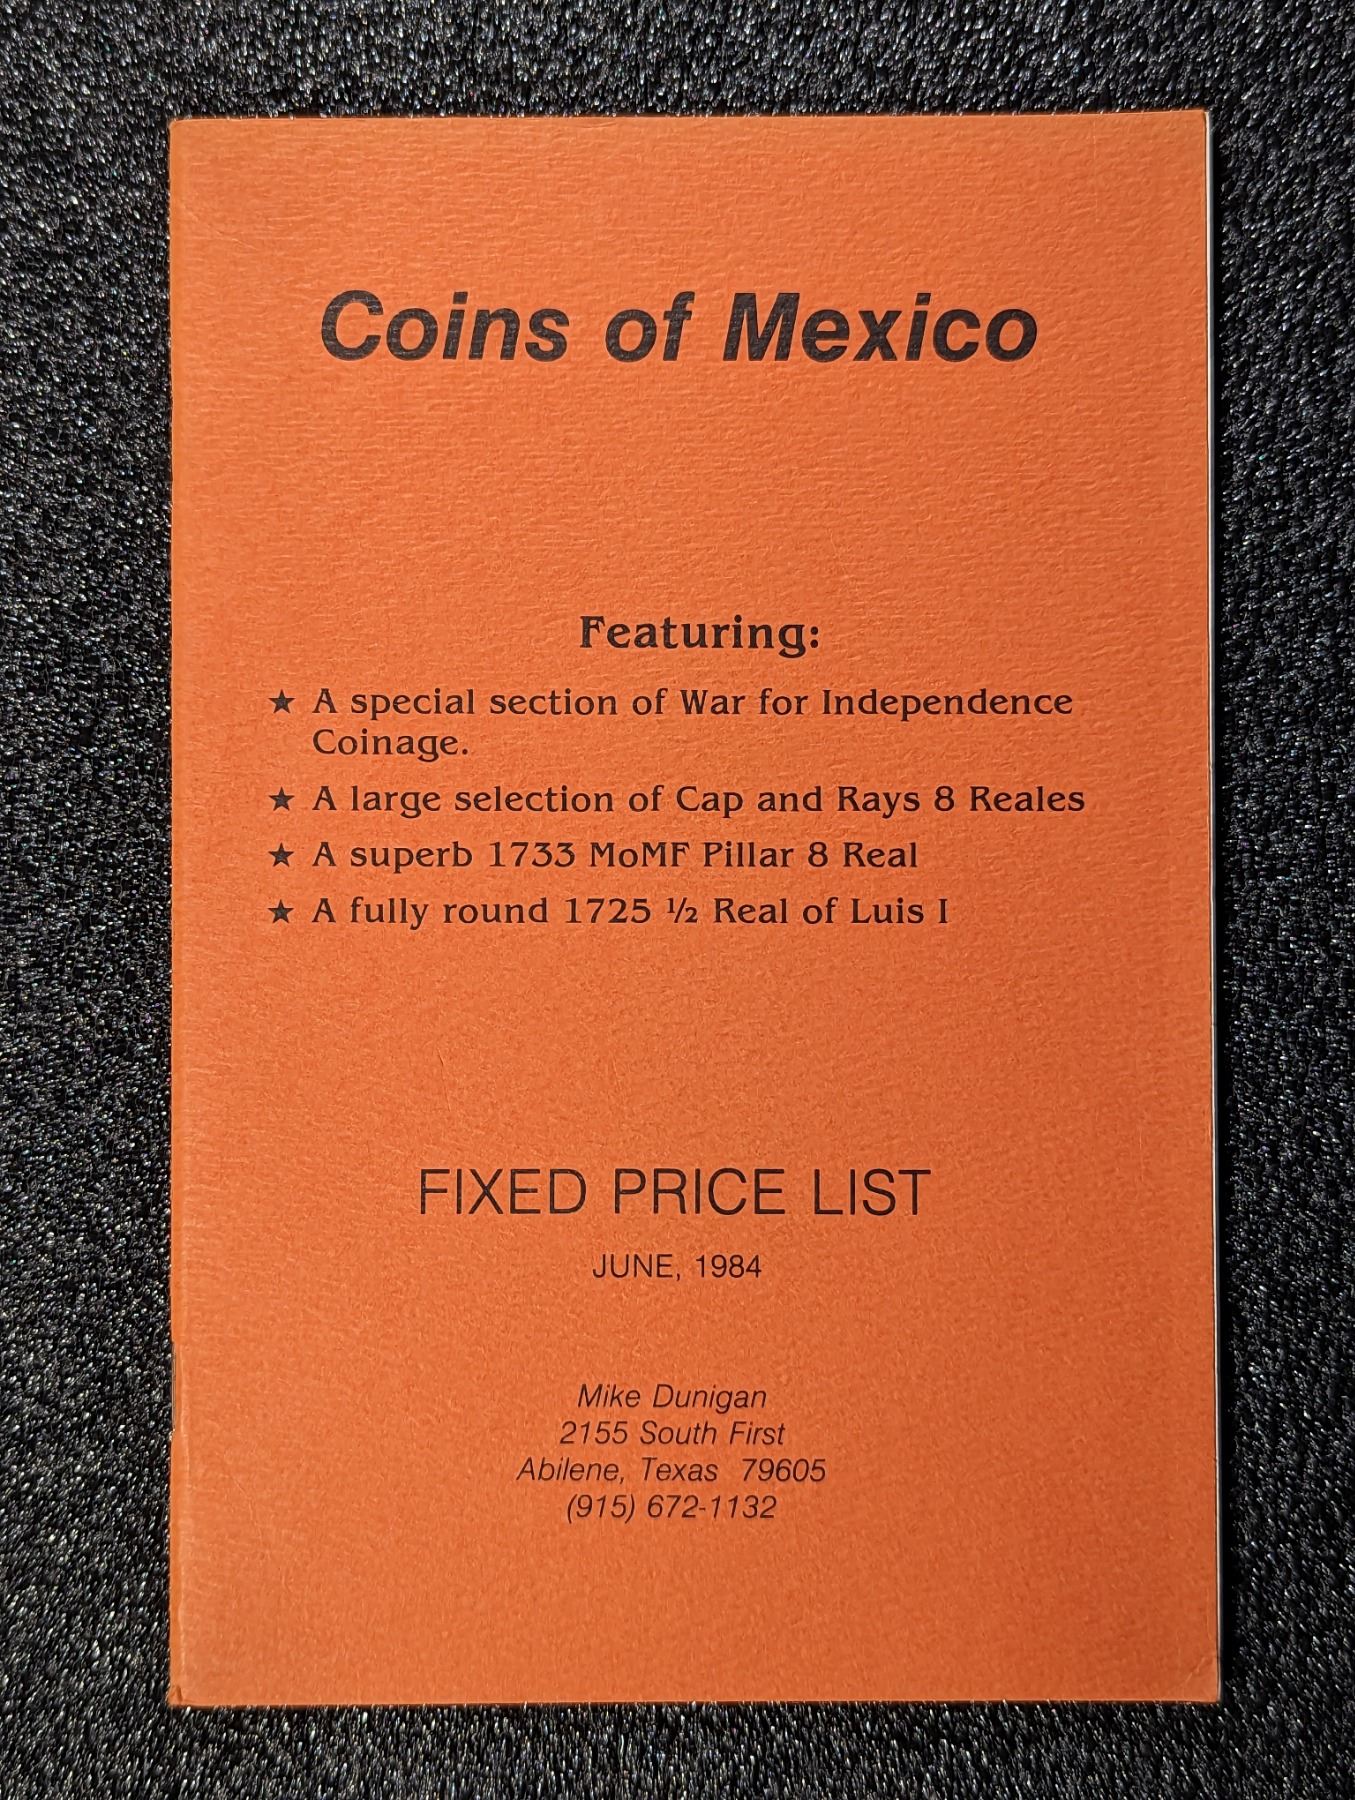 Coins of Mexico
Featuring:
★ A special section of War for Independence
Coinage.
★ A large selection of Cap and Rays 8 Reales
★ A superb 1733 MoMF Pillar 8 Real
★ A fully round 1725 ½ Real of Luis I
FIXED PRICE LIST
JUNE, 1984
Mike Dunigan
2155 South First
Abilene, Texas 79605
(915) 672-1132